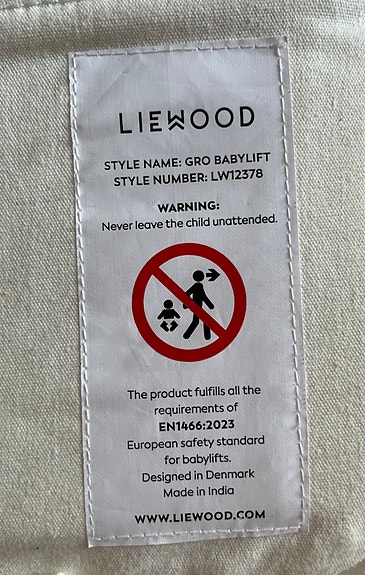 LIEWOOD
STYLE NAME: GRO BABYLIFT
STYLE NUMBER: LW12378
WARNING:
Never leave the child unattended.
The product fulfills all the
requirements of
EN1466:2023
European safety standard
for babylifts.
Designed in Denmark
Made in India
WWW.LIEWOOD.COM